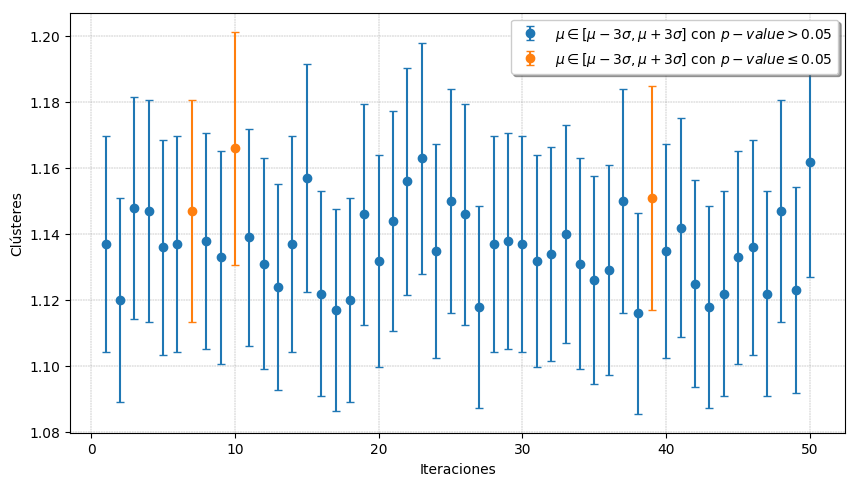 μ ∈ [μ − 3σ, μ + 3σ] con p − value > 0.05
μ ∈ [μ − 3σ, μ + 3σ] con p − value ≤ 0.05
1.20
1.18
1.16
1.14
1.12
1.10
1.08
Clústeres
0 10 20 30 40 50
Iteraciones